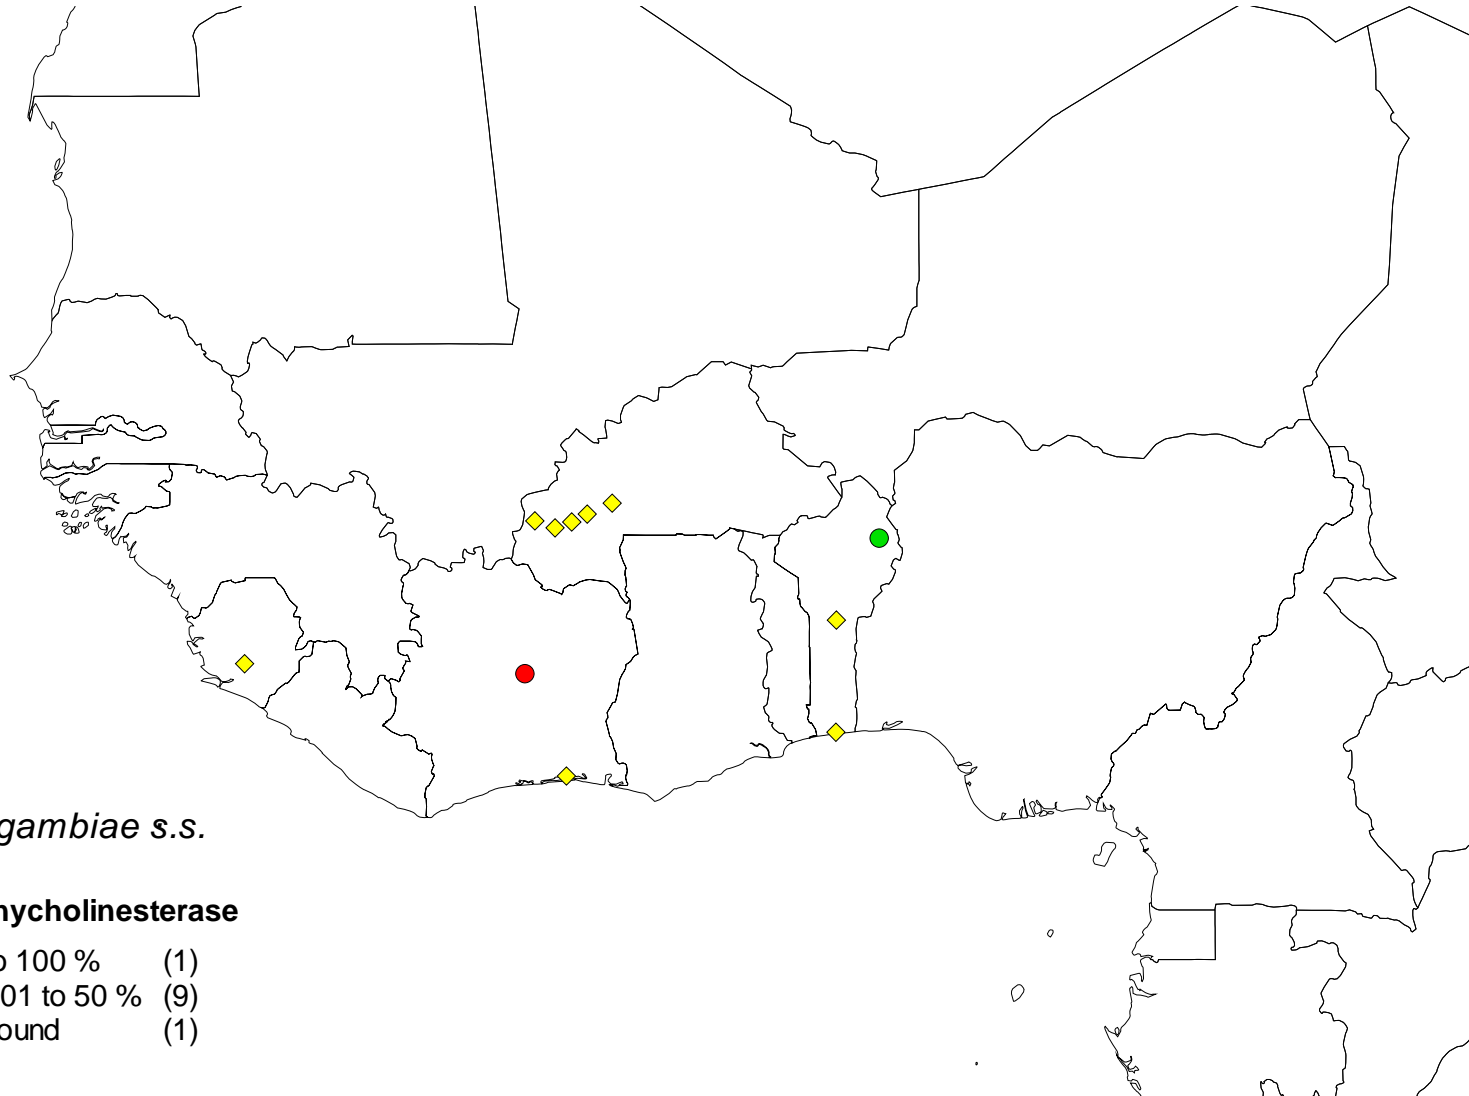 gambiae s.s.
nycholinesterase
o 100 % (1)
01 to 50 % (9)
ound (1)